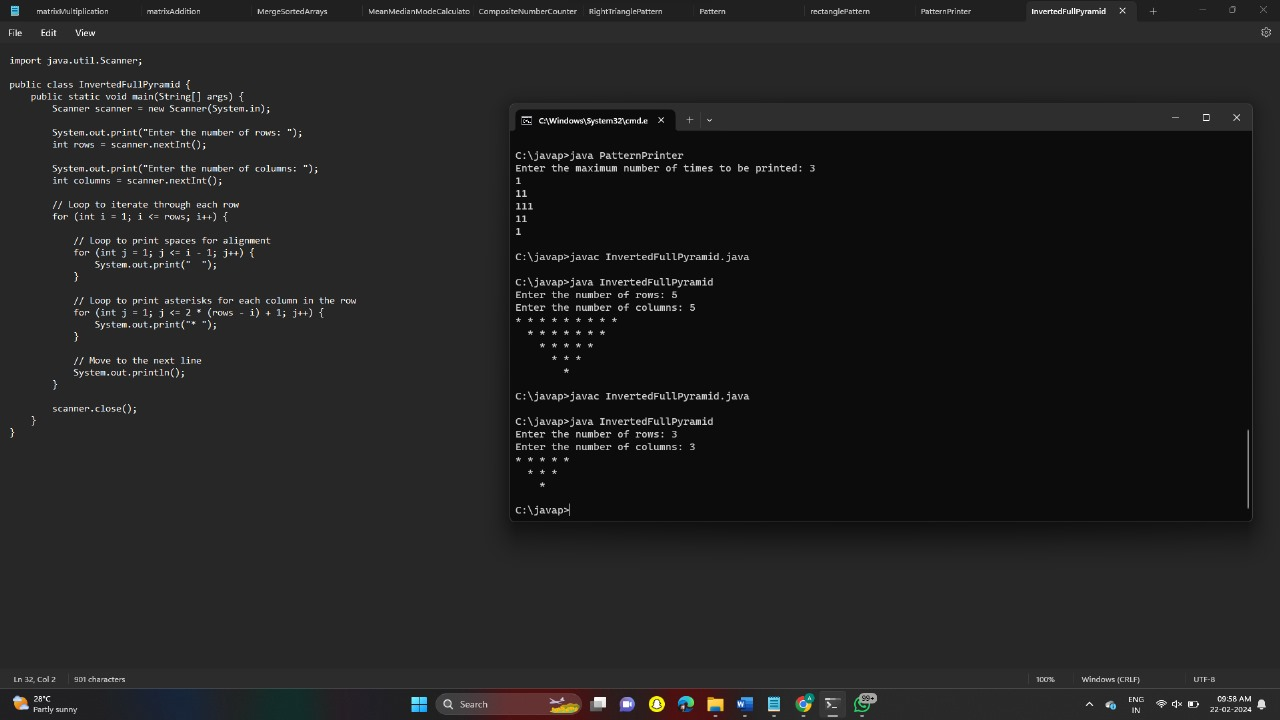 matrixMultiplication matrixAddition MergeSortedArrays MeanMedianModeCalculato CompositeNumberCounter RightTrianglePattern Pattern rectanglePattern PatternPrinter InvertedFullPyramid
File Edit View
import java.util.Scanner;
public class InvertedFullPyramid {
public static void main(String[] args) {
Scanner scanner = new Scanner(System.in);
System.out.print("Enter the number of rows: ");
int rows = scanner.nextInt();
System.out.print("Enter the number of columns: ");
int columns = scanner.nextInt();
// Loop to iterate through each row
for (int i = 1; i <= rows; i++) {
// Loop to print spaces for alignment
for (int j = 1; j <= i - 1; j++) {
System.out.print("  ");
}
// Loop to print asterisks for each column in the row
for (int j = 1; j <= 2 * (rows - i) + 1; j++) {
System.out.print("* ");
}
// Move to the next line
System.out.println();
}
scanner.close();
}
}
C:\Windows\System32\cmd.e
C:\javap>java PatternPrinter
Enter the maximum number of times to be printed: 3
1
11
111
11
1
C:\javap>javac InvertedFullPyramid.java
C:\javap>java InvertedFullPyramid
Enter the number of rows: 5
Enter the number of columns: 5
* * * * * * * * *
* * * * * * *
* * * * *
* * *
*
C:\javap>javac InvertedFullPyramid.java
C:\javap>java InvertedFullPyramid
Enter the number of rows: 3
Enter the number of columns: 3
* * * * *
* * *
*
C:\javap>
Ln 32, Col 2 901 characters 100% Windows (CRLF) UTF-8
28°C
Partly sunny
Search
99+
ENG
IN
09:58 AM
22-02-2024